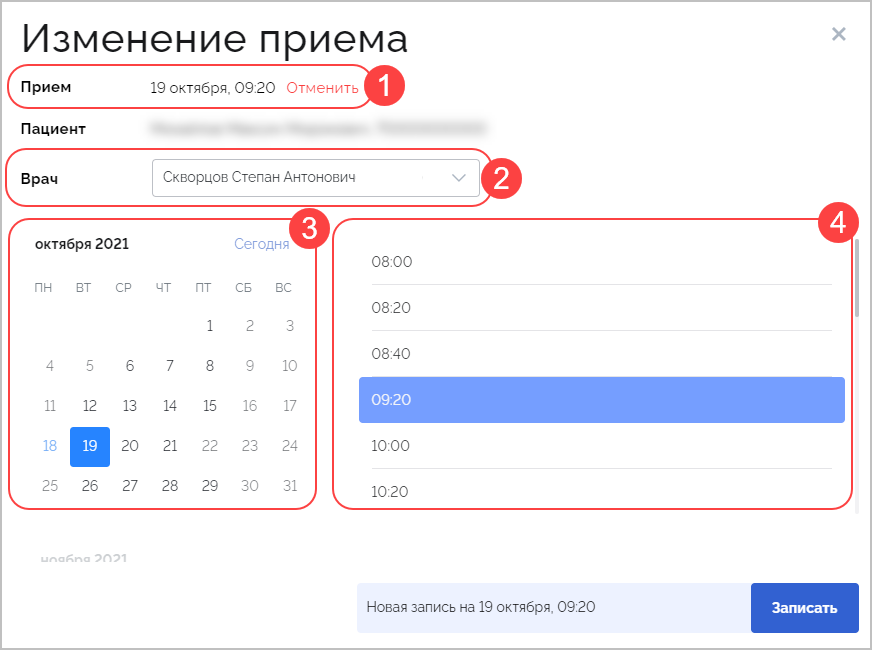 Изменение приема
Прием 19 октября, 09:20 Отменить 1
Пациент
Врач Скворцов Степан Антонович 2
октября 2021 Сегодня 3
ПН ВТ СР ЧТ ПТ СБ ВС
1 2 3
4 5 6 7 8 9 10
11 12 13 14 15 16 17
18 19 20 21 22 23 24
25 26 27 28 29 30 31
ноября 2021
4
08:00
08:20
08:40
09:20
10:00
10:20
Новая запись на 19 октября, 09:20
Записать